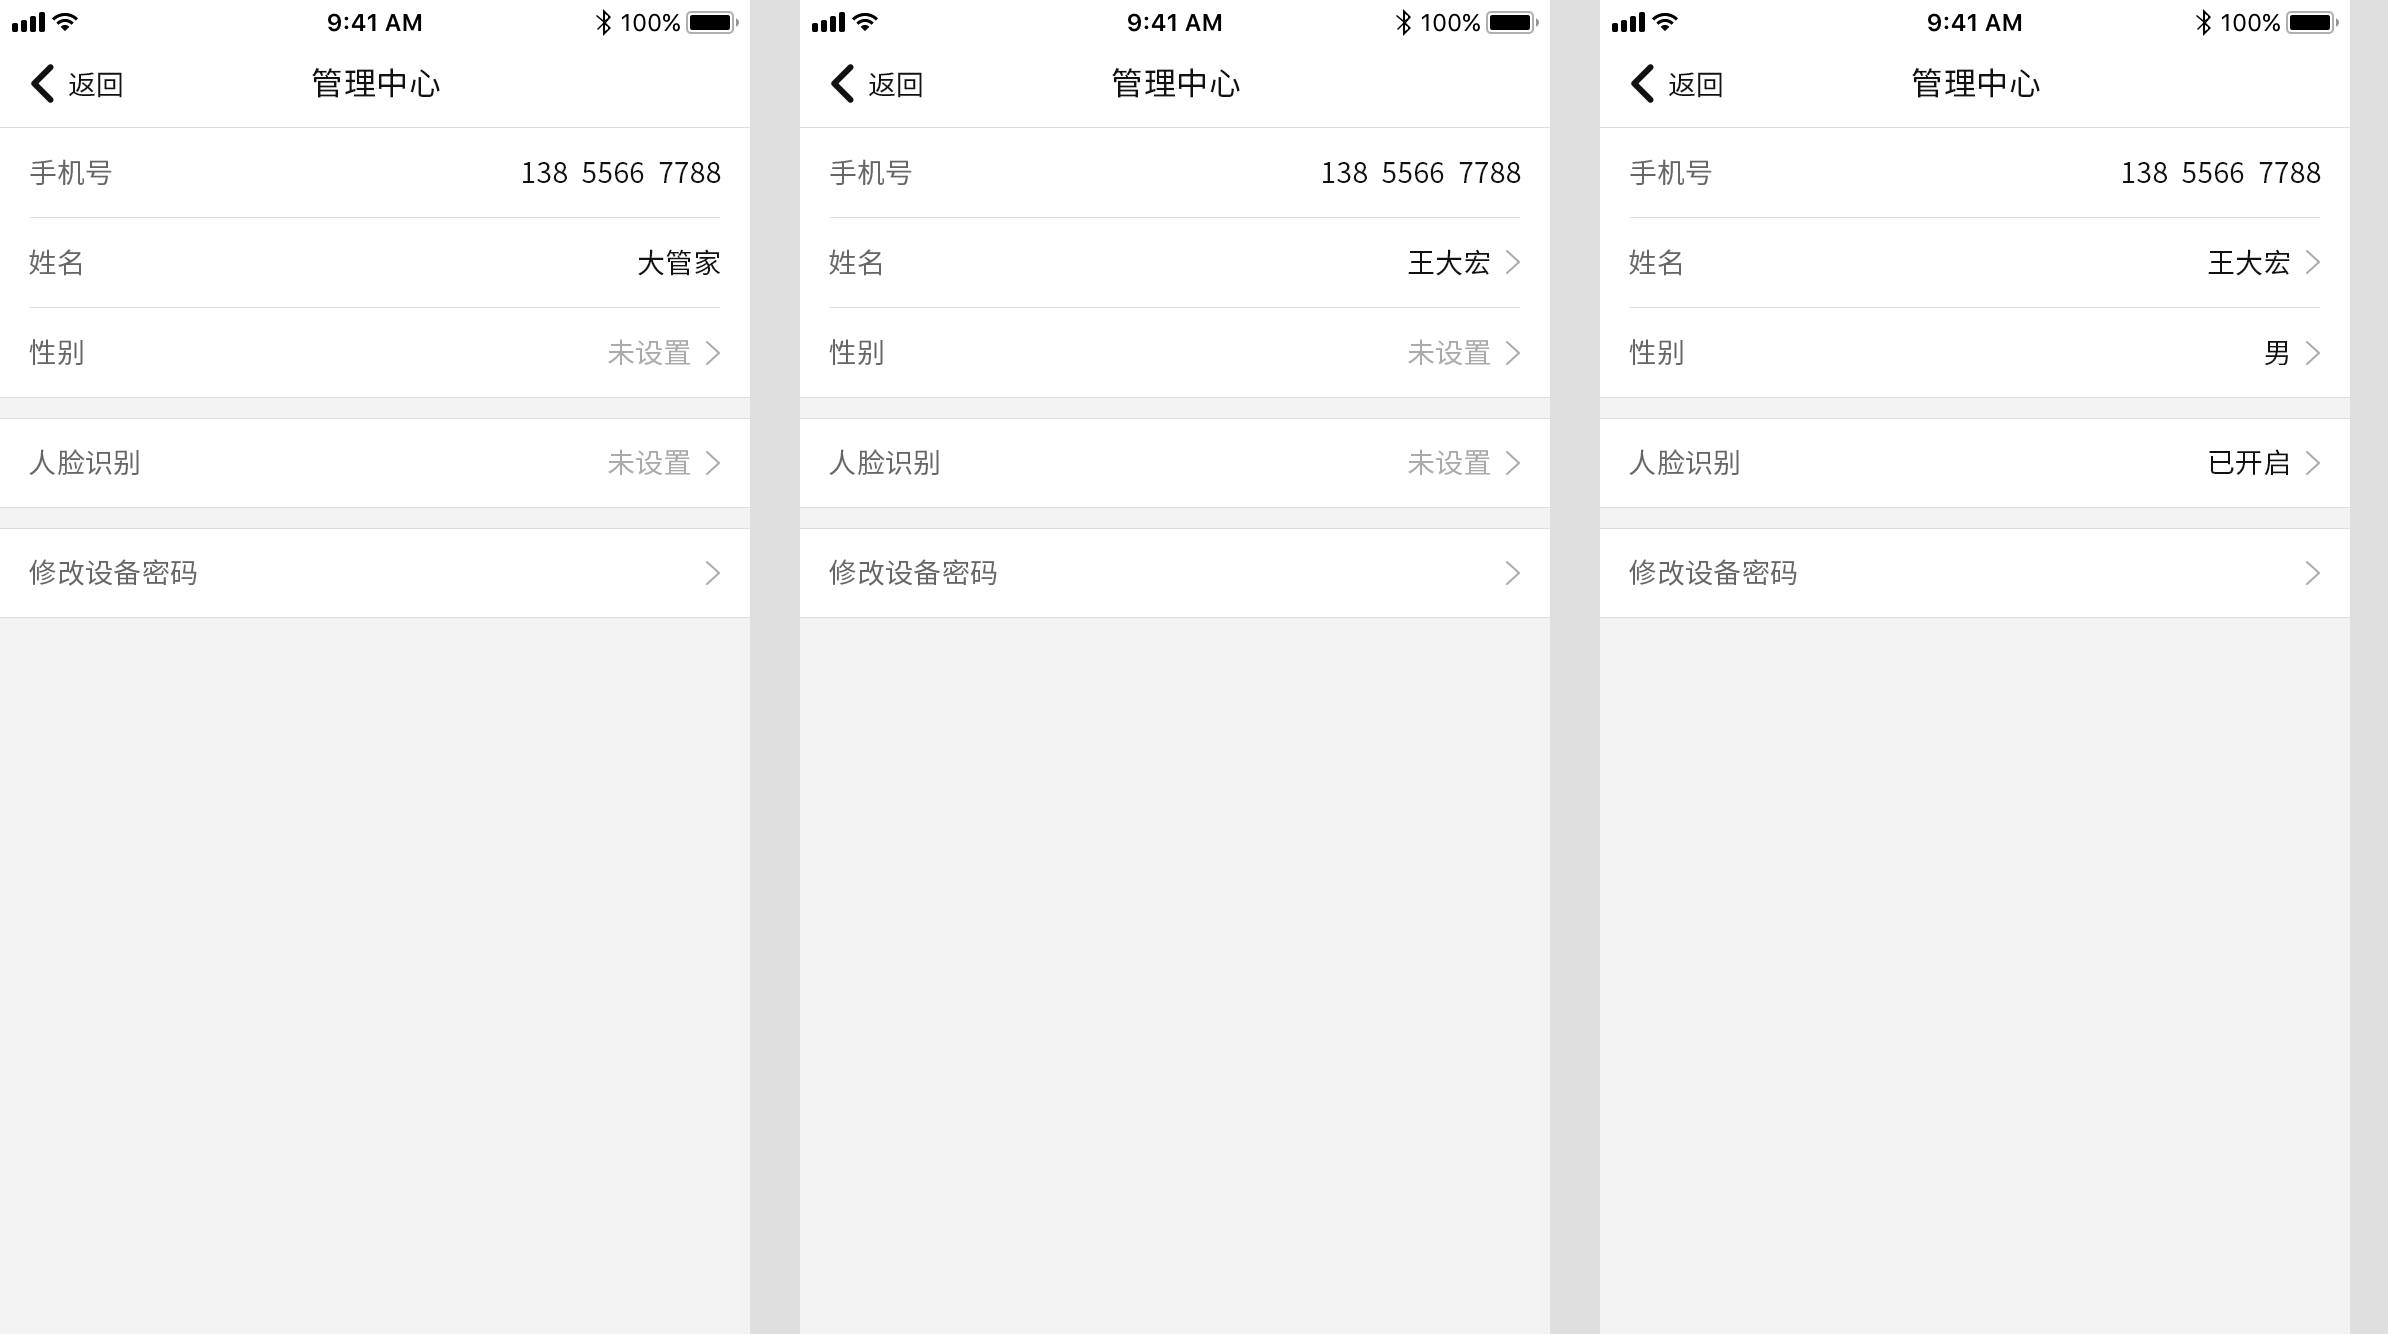 9:41 AM 100%
返回 管理中心
手机号 138 5566 7788
姓名 大管家
性别 未设置
人脸识别 未设置
修改设备密码
9:41 AM 100%
返回 管理中心
手机号 138 5566 7788
姓名 王大宏
性别 未设置
人脸识别 未设置
修改设备密码
9:41 AM 100%
返回 管理中心
手机号 138 5566 7788
姓名 王大宏
性别 男
人脸识别 已开启
修改设备密码